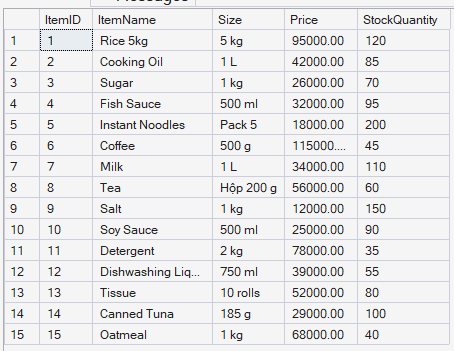 ItemID ItemName Size Price StockQuantity
1 1 Rice 5kg 5 kg 95000.00 120
2 2 Cooking Oil 1 L 42000.00 85
3 3 Sugar 1 kg 26000.00 70
4 4 Fish Sauce 500 ml 32000.00 95
5 5 Instant Noodles Pack 5 18000.00 200
6 6 Coffee 500 g 115000.... 45
7 7 Milk 1 L 34000.00 110
8 8 Tea Hộp 200 g 56000.00 60
9 9 Salt 1 kg 12000.00 150
10 10 Soy Sauce 500 ml 25000.00 90
11 11 Detergent 2 kg 78000.00 35
12 12 Dishwashing Liq... 750 ml 39000.00 55
13 13 Tissue 10 rolls 52000.00 80
14 14 Canned Tuna 185 g 29000.00 100
15 15 Oatmeal 1 kg 68000.00 40